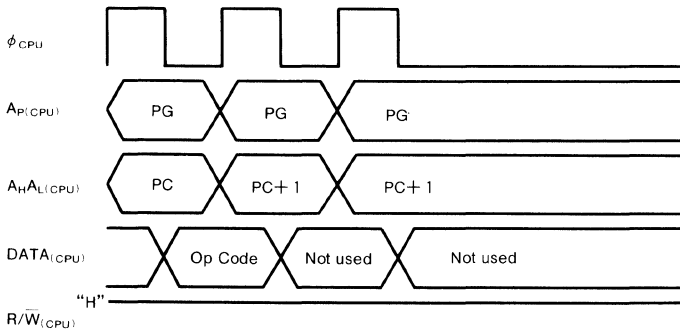 ϕ CPU
AP(CPU) PG PG PG
AHAL(CPU) PC PC+ 1 PC+ 1
DATA(CPU) Op Code Not used Not used
"H"
R/W̅(CPU)